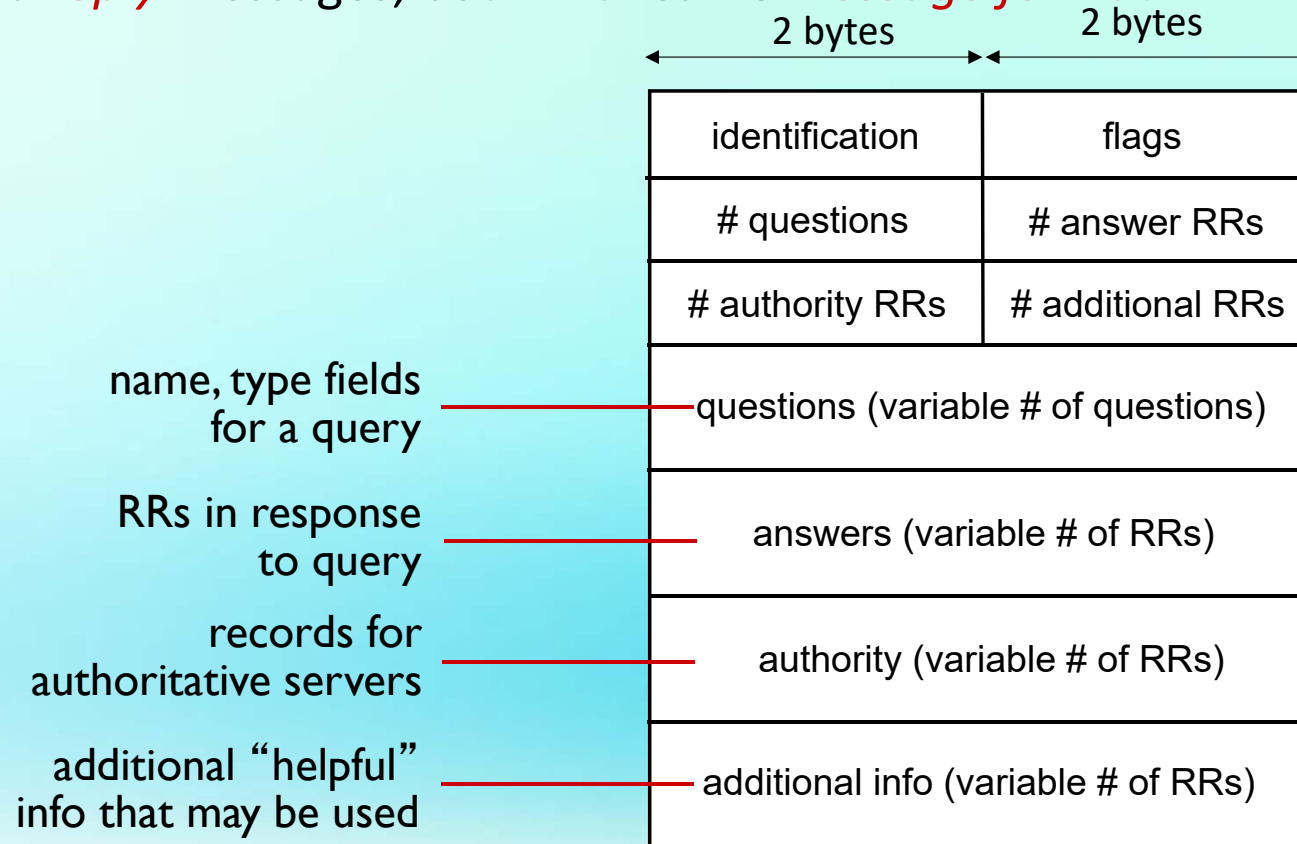 2 bytes
2 bytes
identification
flags
# questions
# answer RRs
# authority RRs
# additional RRs
name, type fields
for a query
questions (variable # of questions)
RRs in response
to query
answers (variable # of RRs)
records for
authoritative servers
authority (variable # of RRs)
additional “helpful”
info that may be used
additional info (variable # of RRs)